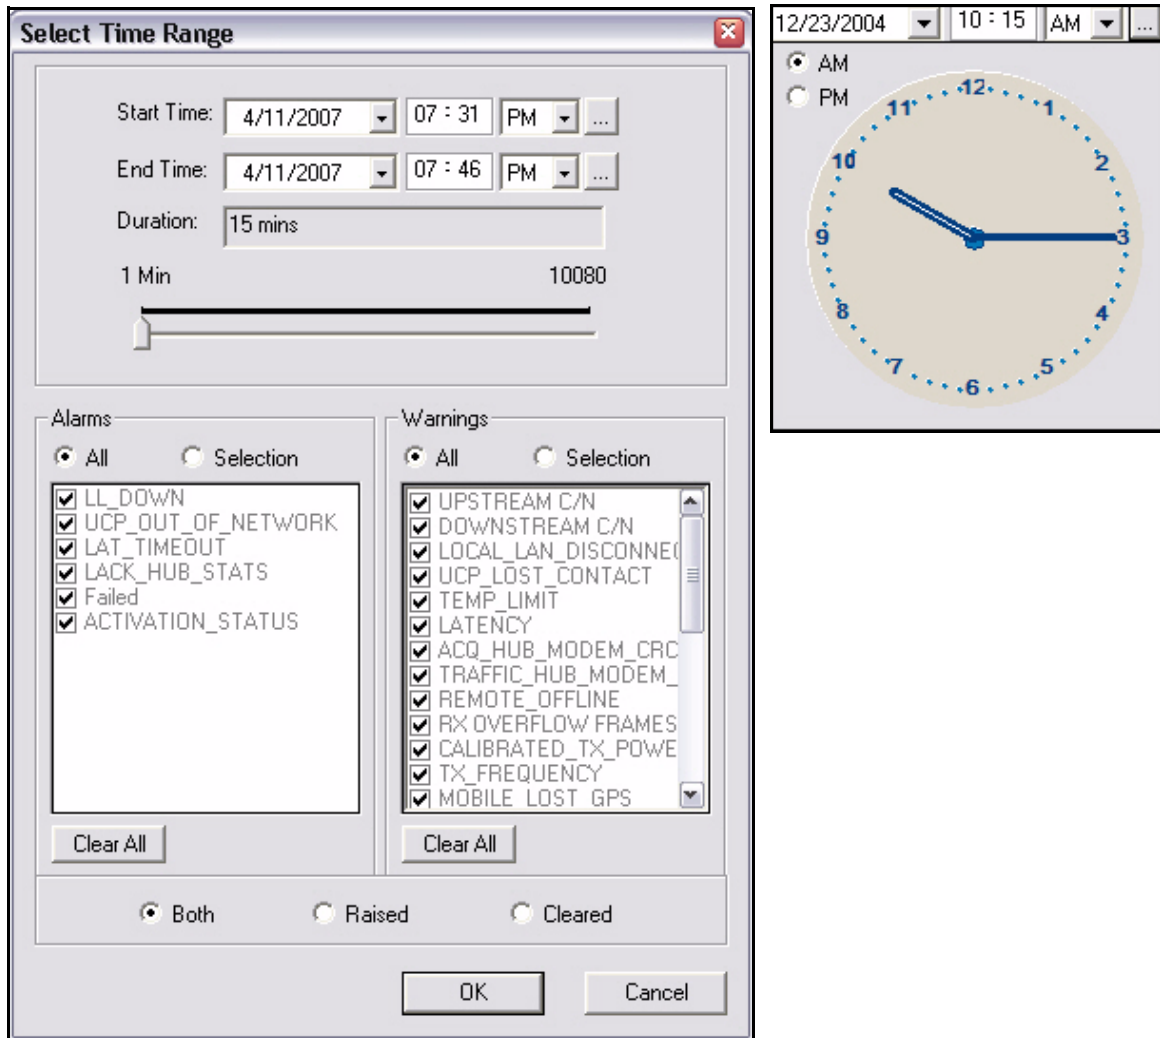 Select Time Range
Start Time: 4/11/2007 07 : 31 PM ...
End Time: 4/11/2007 07 : 46 PM ...
Duration: 15 mins
1 Min 10080
Alarms
All Selection
LL_DOWN
UCP_OUT_OF_NETWORK
LAT_TIMEOUT
LACK_HUB_STATS
Failed
ACTIVATION_STATUS
Clear All
Warnings
All Selection
UPSTREAM C/N
DOWNSTREAM C/N
LOCAL_LAN_DISCONNEC
UCP_LOST_CONTACT
TEMP_LIMIT
LATENCY
ACQ_HUB_MODEM_CRC
TRAFFIC_HUB_MODEM_
REMOTE_OFFLINE
RX OVERFLOW FRAMES
CALIBRATED_TX_POWE
TX_FREQUENCY
MOBILE_LOST_GPS
Clear All
Both Raised Cleared
OK Cancel
12/23/2004 10 : 15 AM ...
AM
PM
12
1
2
3
4
5
6
7
8
9
10
11